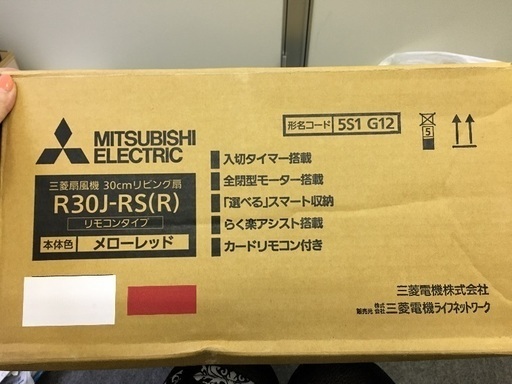 形名コード 5S1 G12
5
MITSUBISHI
ELECTRIC
三菱扇風機 30cmリビング扇
R30J-RS(R)
リモコンタイプ
本体色 メローレッド
入切タイマー搭載
全閉型モーター搭載
「選べる」スマート収納
らく楽アシスト搭載
カードリモコン付き
三菱電機株式会社
販売元 株式会社 三菱電機ライフネットワーク